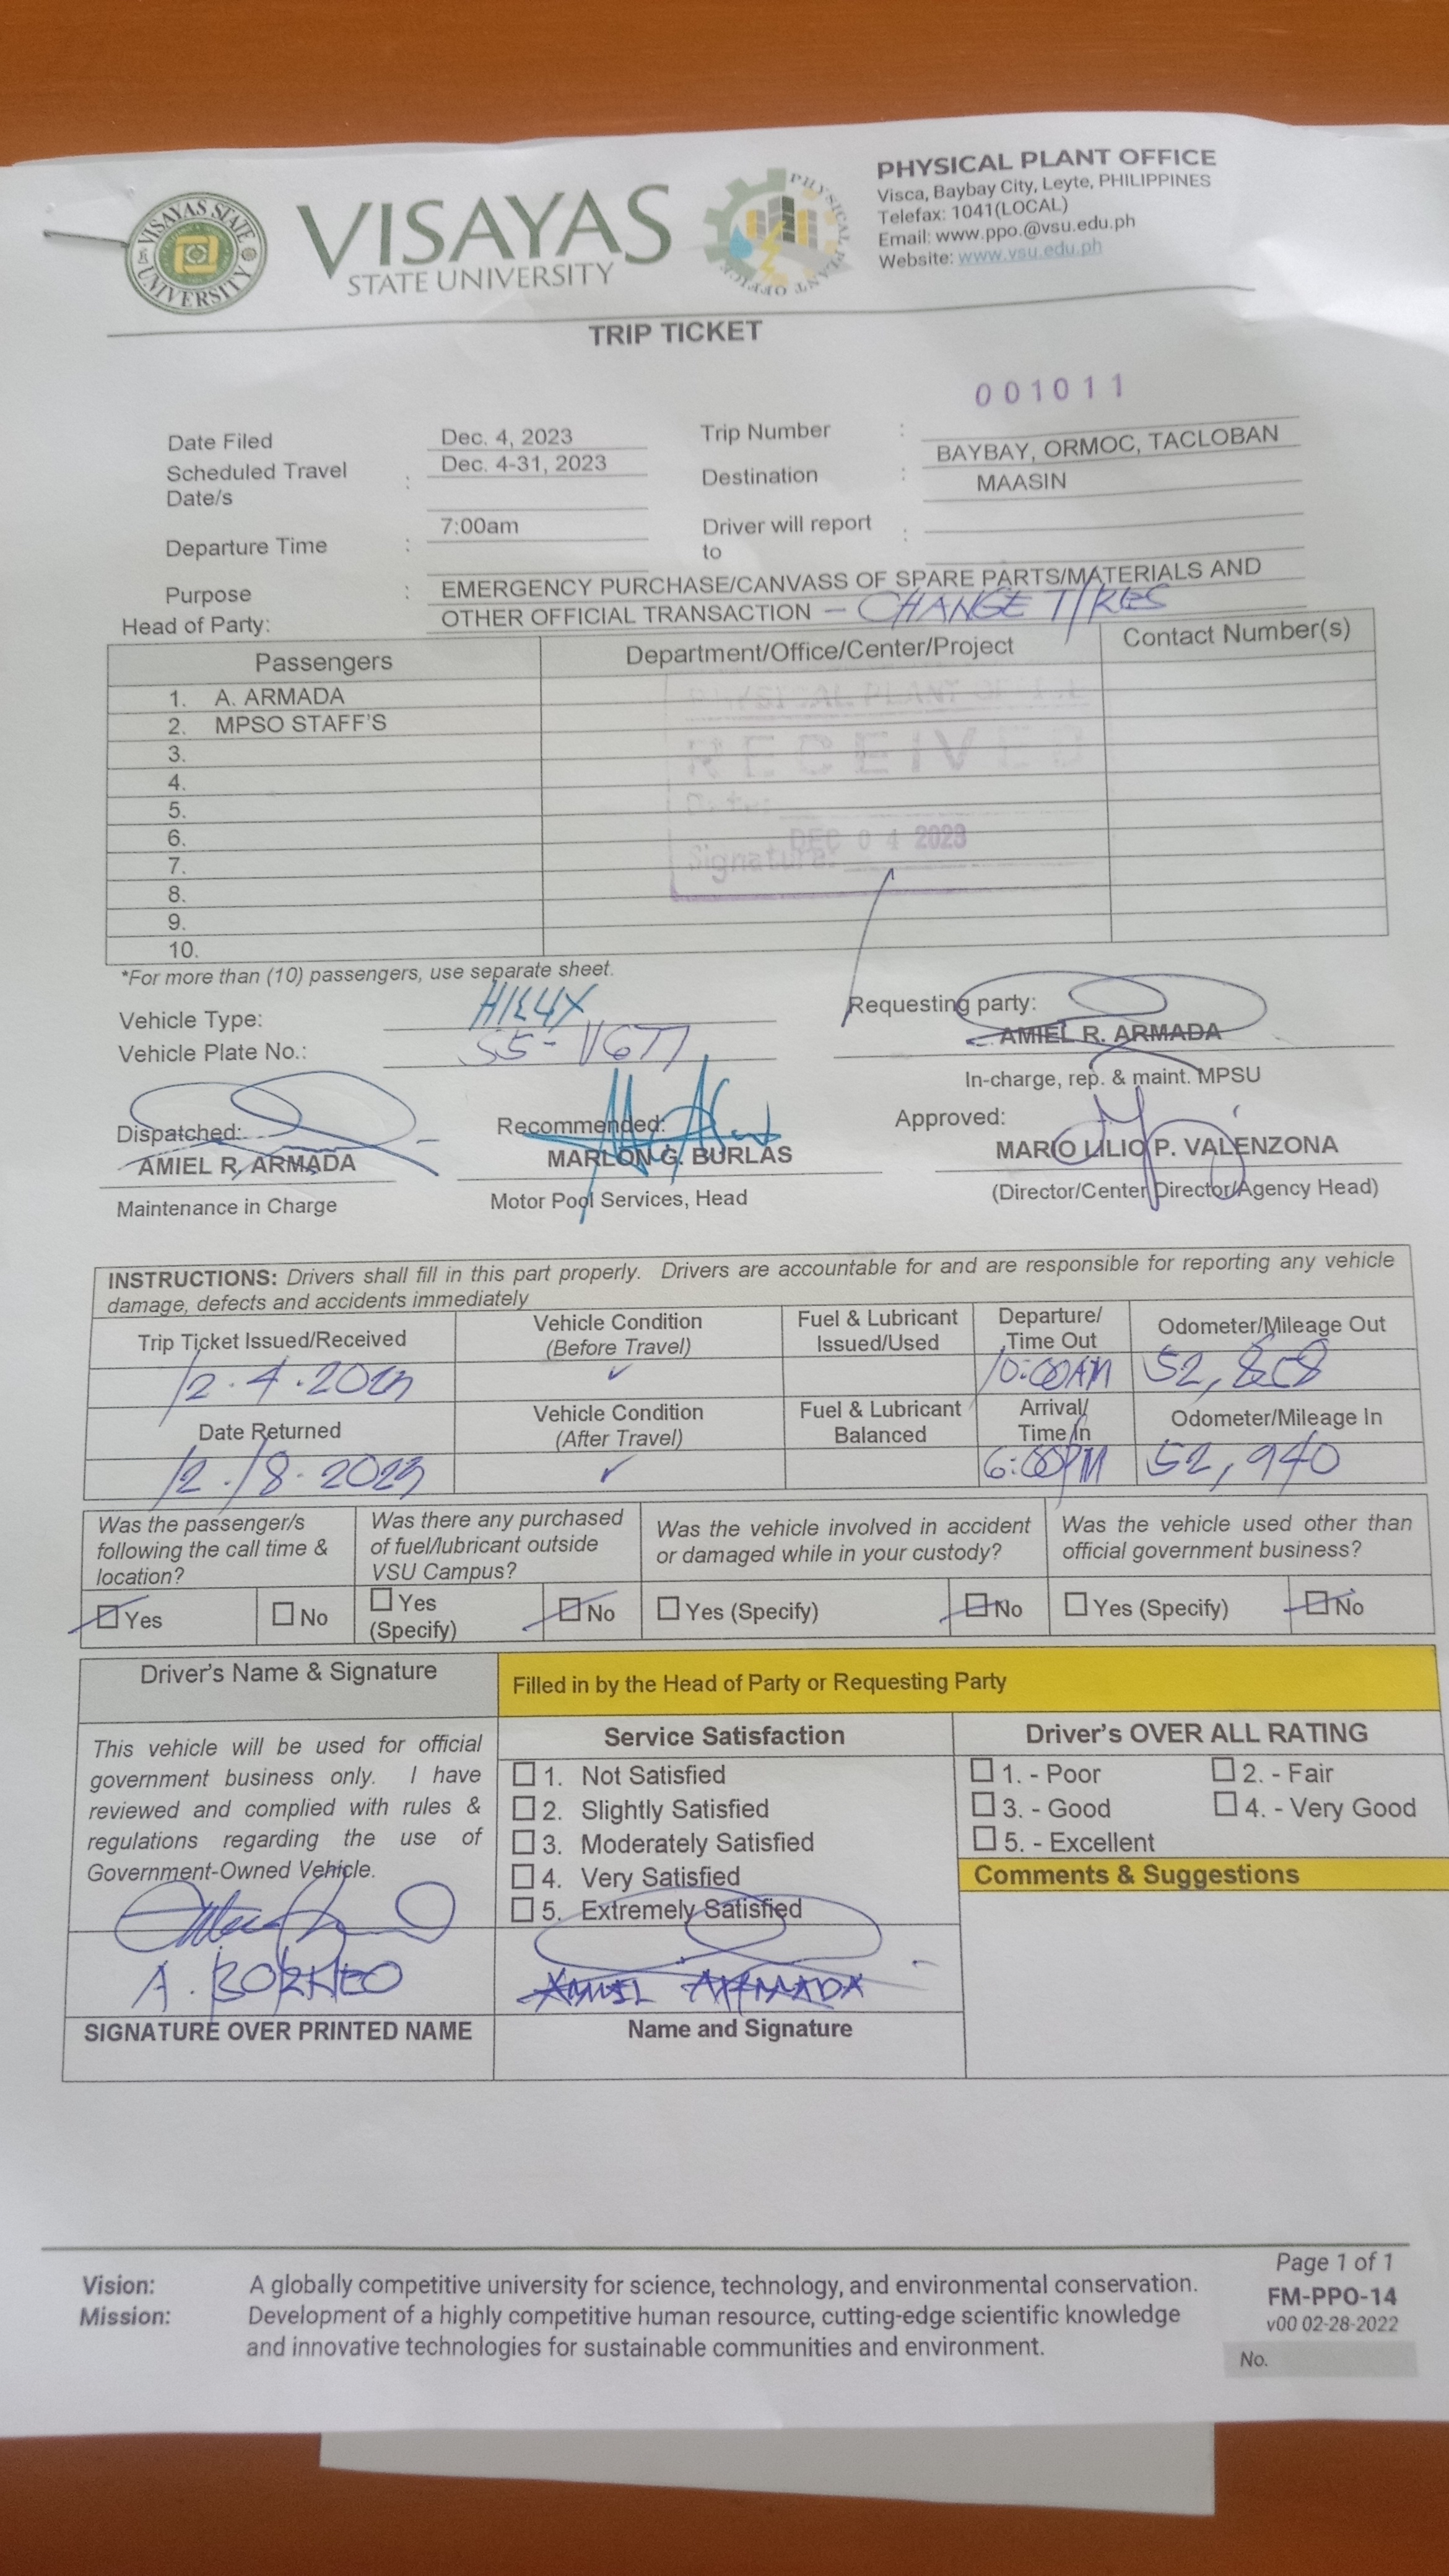 VISAYAS STATE UNIVERSITY
VISAYAS
STATE UNIVERSITY
PHYSICAL PLANT OFFICE
PHYSICAL PLANT OFFICE
Visca, Baybay City, Leyte, PHILIPPINES
Telefax: 1041(LOCAL)
Email: www.ppo.@vsu.edu.ph
Website: www.vsu.edu.ph
TRIP TICKET
001011
Date Filed Dec. 4, 2023 Trip Number :
Scheduled Travel Date/s : Dec. 4-31, 2023 Destination : BAYBAY, ORMOC, TACLOBAN
MAASIN
Departure Time : 7:00am Driver will report to :
Purpose : EMERGENCY PURCHASE/CANVASS OF SPARE PARTS/MATERIALS AND
OTHER OFFICIAL TRANSACTION – CHANGE TIRES
Head of Party:
Passengers Department/Office/Center/Project Contact Number(s)
1. A. ARMADA
2. MPSO STAFF'S
3.
4.
5.
6.
7.
8.
9.
10.
PHYSICAL PLANT OFFICE
RECEIVED
Date:
DEC 04 2023
Signature:
*For more than (10) passengers, use separate sheet.
Vehicle Type: HILUX
Vehicle Plate No.:
Requesting party:
AMIEL R. ARMADA
In-charge, rep. & maint. MPSU
Dispatched: Recommended: Approved:
AMIEL R. ARMADA MARLON G. BURLAS MARIO LILIO P. VALENZONA
Maintenance in Charge Motor Pool Services, Head (Director/Center Director/Agency Head)
INSTRUCTIONS: Drivers shall fill in this part properly. Drivers are accountable for and are responsible for reporting any vehicle
damage, defects and accidents immediately
Trip Ticket Issued/Received Vehicle Condition (Before Travel) Fuel & Lubricant Issued/Used Departure/ Time Out Odometer/Mileage Out
12.4.2023 ✓ 10:00AM
Date Returned Vehicle Condition (After Travel) Fuel & Lubricant Balanced Arrival/ Time In Odometer/Mileage In
12.18.2023 ✓ 6:00PM 52,940
Was the passenger/s following the call time & location?
Was there any purchased of fuel/lubricant outside VSU Campus?
Was the vehicle involved in accident or damaged while in your custody?
Was the vehicle used other than official government business?
Yes No Yes (Specify) No Yes (Specify) No Yes (Specify) No
Driver's Name & Signature Filled in by the Head of Party or Requesting Party
This vehicle will be used for official
government business only. I have
reviewed and complied with rules &
regulations regarding the use of
Government-Owned Vehicle.
A. BORNEO
SIGNATURE OVER PRINTED NAME
Service Satisfaction
1. Not Satisfied
2. Slightly Satisfied
3. Moderately Satisfied
4. Very Satisfied
5. Extremely Satisfied
AMIEL ARMADA
Name and Signature
Driver's OVER ALL RATING
1. - Poor 2. - Fair
3. - Good 4. - Very Good
5. - Excellent
Comments & Suggestions
Vision: A globally competitive university for science, technology, and environmental conservation.
Mission: Development of a highly competitive human resource, cutting-edge scientific knowledge
and innovative technologies for sustainable communities and environment.
Page 1 of 1
FM-PPO-14
v00 02-28-2022
No.